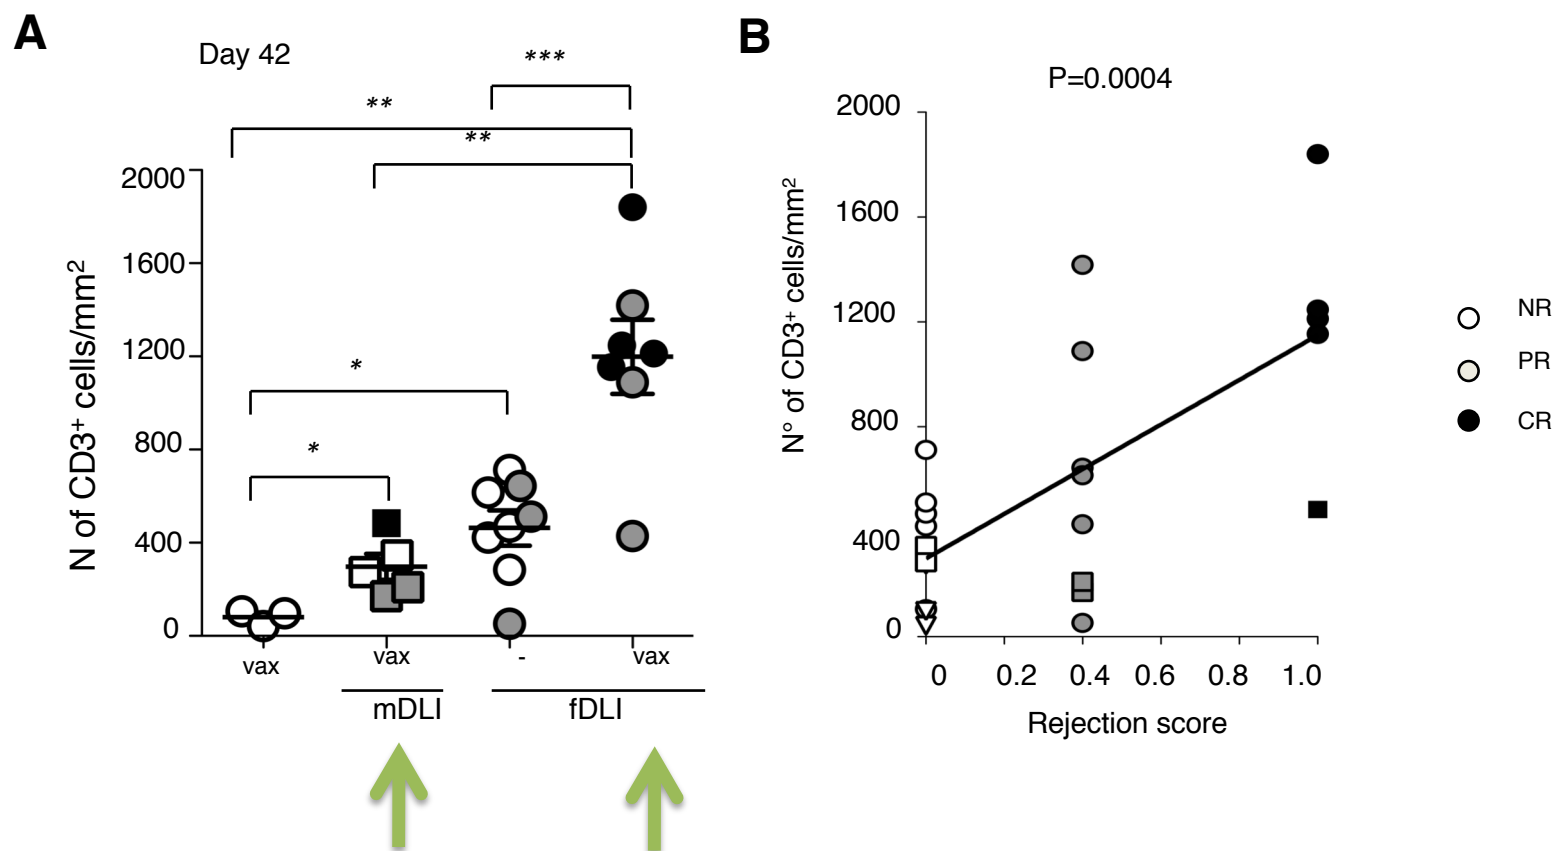 A
Day 42
***
**
**
*
*
N of CD3⁺ cells/mm²
2000
1600
1200
800
400
0
vax
vax
-
vax
mDLI
fDLI
B
P=0.0004
N° of CD3⁺ cells/mm²
2000
1600
1200
800
400
0
0 0.2 0.4 0.6 0.8 1.0
Rejection score
NR
PR
CR